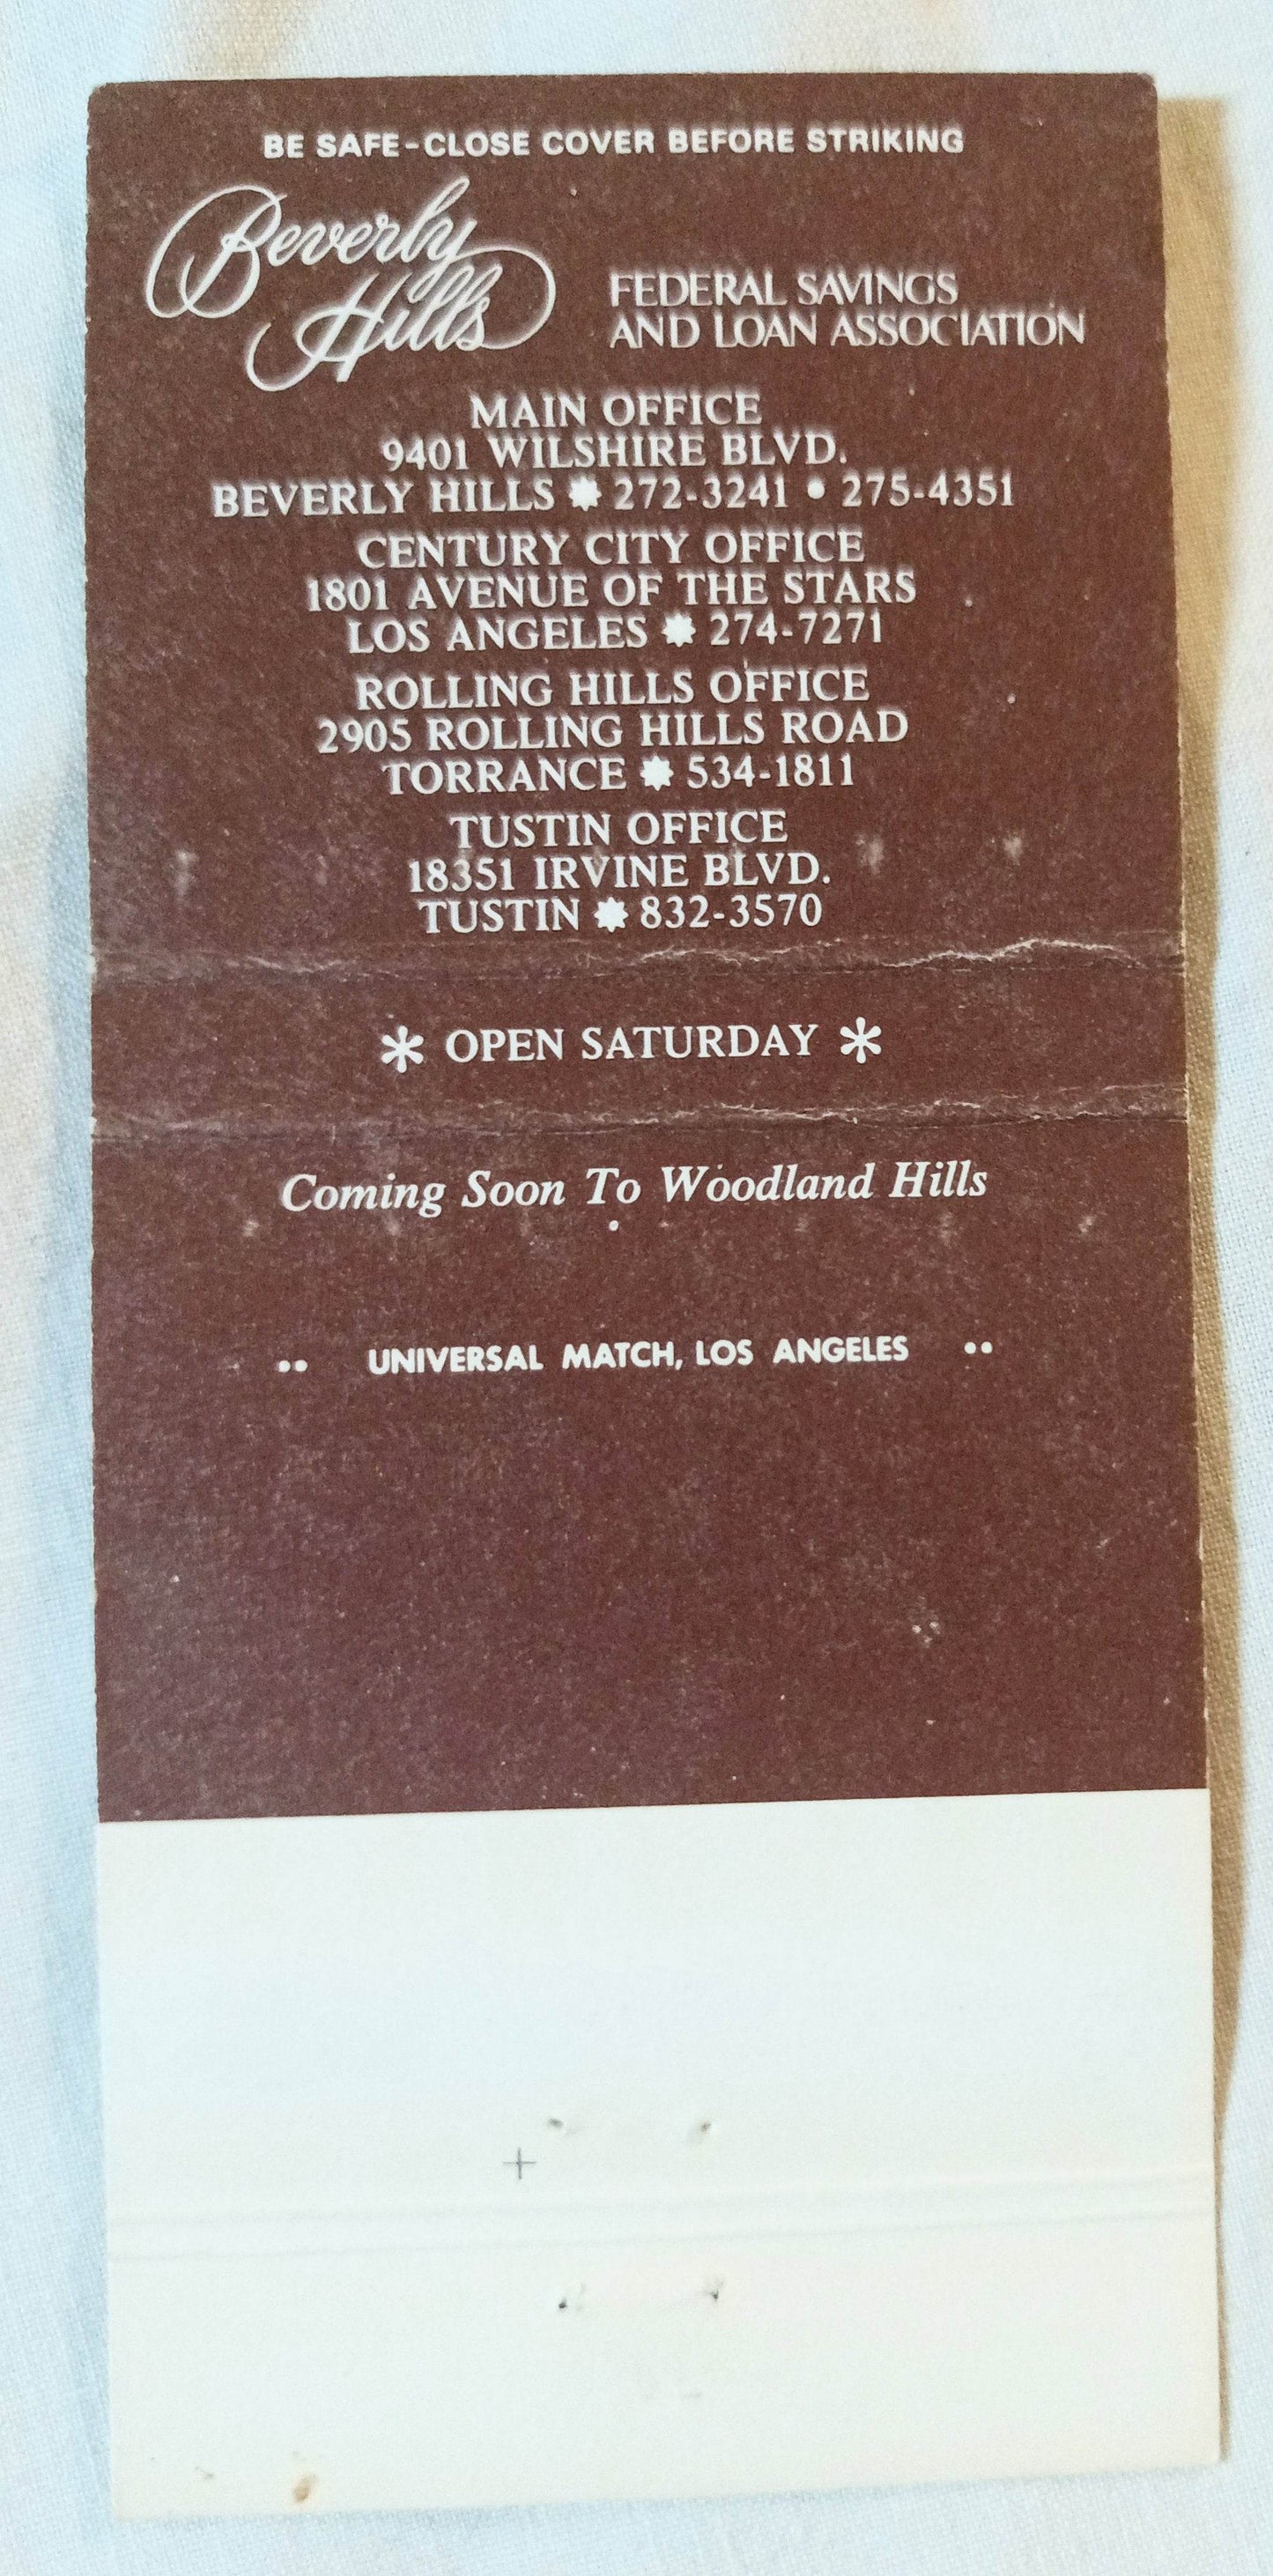 BE SAFE-CLOSE COVER BEFORE STRIKING
Beverly
Hills
FEDERAL SAVINGS
AND LOAN ASSOCIATION
MAIN OFFICE
9401 WILSHIRE BLVD.
BEVERLY HILLS ✸ 272-3241 • 275-4351
CENTURY CITY OFFICE
1801 AVENUE OF THE STARS
LOS ANGELES ✸ 274-7271
ROLLING HILLS OFFICE
2905 ROLLING HILLS ROAD
TORRANCE ✸ 534-1811
TUSTIN OFFICE
18351 IRVINE BLVD.
TUSTIN ✸ 832-3570
* OPEN SATURDAY *
Coming Soon To Woodland Hills
•• UNIVERSAL MATCH, LOS ANGELES ••